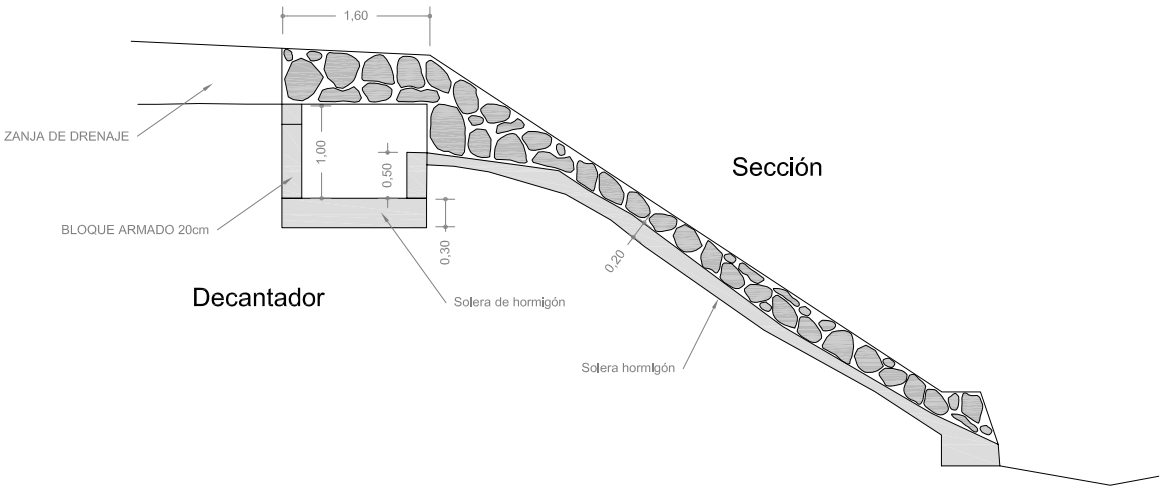 1,60
ZANJA DE DRENAJE
1,00
0,50
Sección
BLOQUE ARMADO 20cm
0,30
0,20
Decantador
Solera de hormigón
Solera hormigón